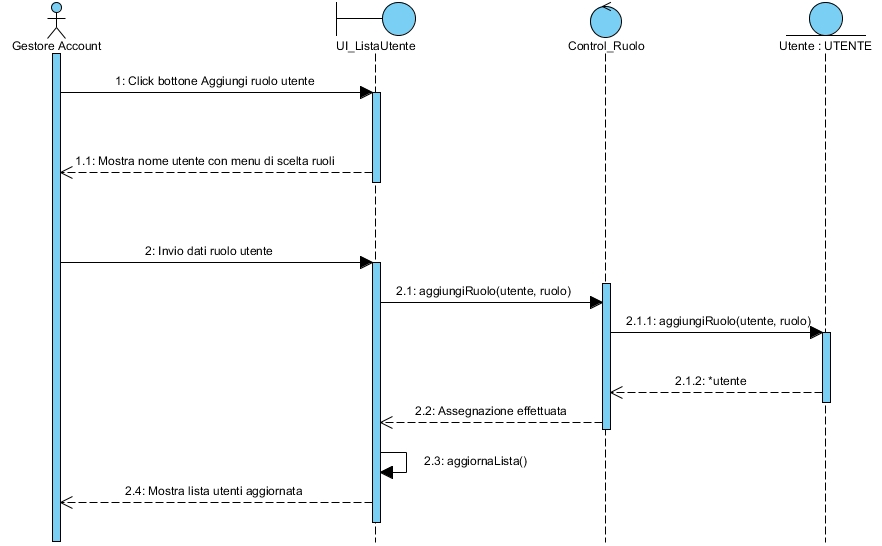 Gestore Account
UI_ListaUtente
Control_Ruolo
Utente : UTENTE
1: Click bottone Aggiungi ruolo utente
1.1: Mostra nome utente con menu di scelta ruoli
2: Invio dati ruolo utente
2.1: aggiungiRuolo(utente, ruolo)
2.1.1: aggiungiRuolo(utente, ruolo)
2.1.2: *utente
2.2: Assegnazione effettuata
2.3: aggiornaLista()
2.4: Mostra lista utenti aggiornata